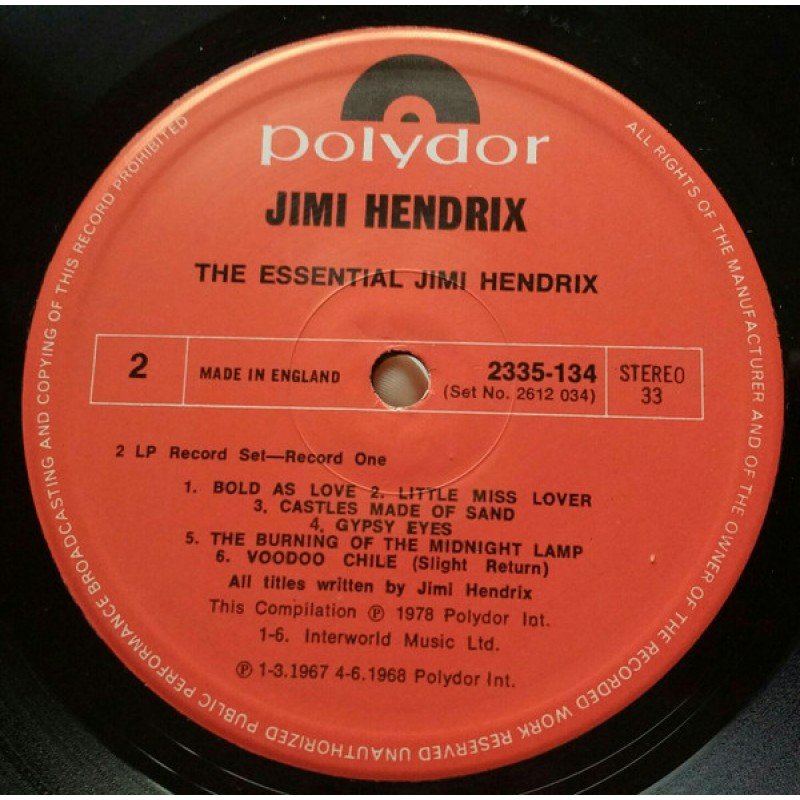 polydor
JIMI HENDRIX
THE ESSENTIAL JIMI HENDRIX
2
MADE IN ENGLAND
2335-134
(Set No. 2612 034)
STEREO
33
2 LP Record Set—Record One
1. BOLD AS LOVE 2. LITTLE MISS LOVER
3. CASTLES MADE OF SAND
4. GYPSY EYES
5. THE BURNING OF THE MIDNIGHT LAMP
6. VOODOO CHILE (Slight Return)
All titles written by Jimi Hendrix
This Compilation ℗ 1978 Polydor Int.
1-6. Interworld Music Ltd.
℗ 1-3.1967 4-6.1968 Polydor Int.
ALL RIGHTS OF THE MANUFACTURER AND OF THE OWNER OF THE RECORDED WORK RESERVED UNAUTHORIZED PUBLIC PERFORMANCE BROADCASTING AND COPYING OF THIS RECORD PROHIBITED